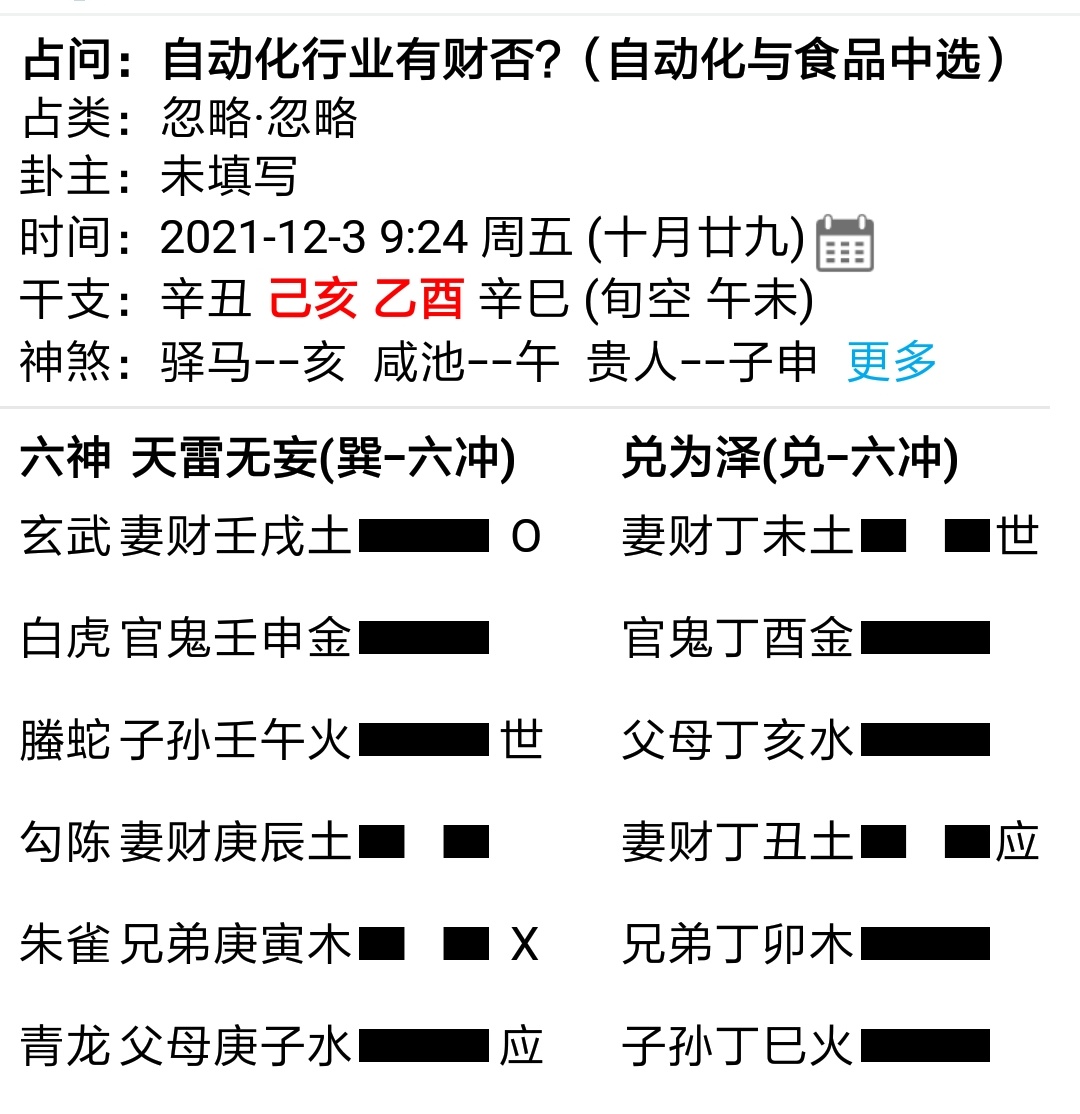 占问：自动化行业有财否?（自动化与食品中选）
占类：忽略·忽略
卦主：未填写
时间：2021-12-3 9:24 周五 (十月廿九)
干支：辛丑 己亥 乙酉 辛巳 (旬空 午未)
神煞：驿马--亥 咸池--午 贵人--子申 更多
六神 天雷无妄(巽-六冲) 兑为泽(兑-六冲)
玄武 妻财壬戌土 O 妻财丁未土 世
白虎 官鬼壬申金 官鬼丁酉金
螣蛇 子孙壬午火 世 父母丁亥水
勾陈 妻财庚辰土 妻财丁丑土 应
朱雀 兄弟庚寅木 X 兄弟丁卯木
青龙 父母庚子水 应 子孙丁巳火